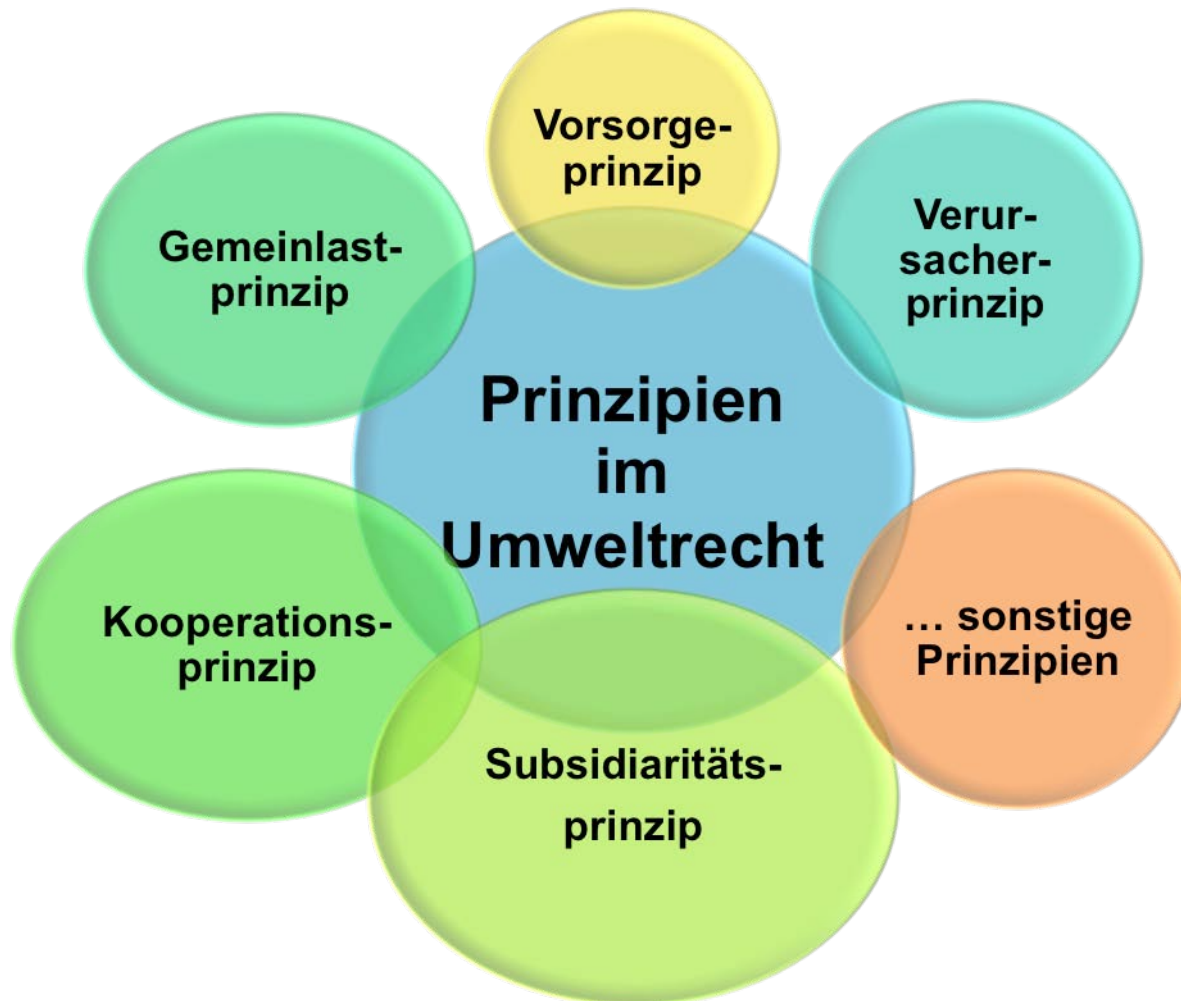 Vorsorge-
prinzip
Verur-
sacher-
prinzip
Gemeinlast-
prinzip
Prinzipien
im
Umweltrecht
Kooperations-
prinzip
... sonstige
Prinzipien
Subsidiaritäts-
prinzip